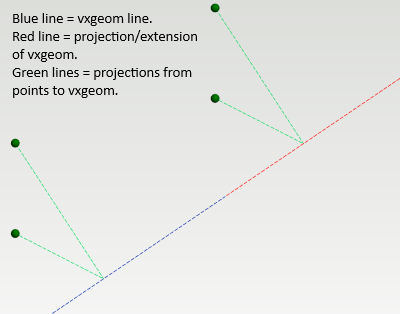 Blue line = vxgeom line.
Red line = projection/extension
of vxgeom.
Green lines = projections from
points to vxgeom.